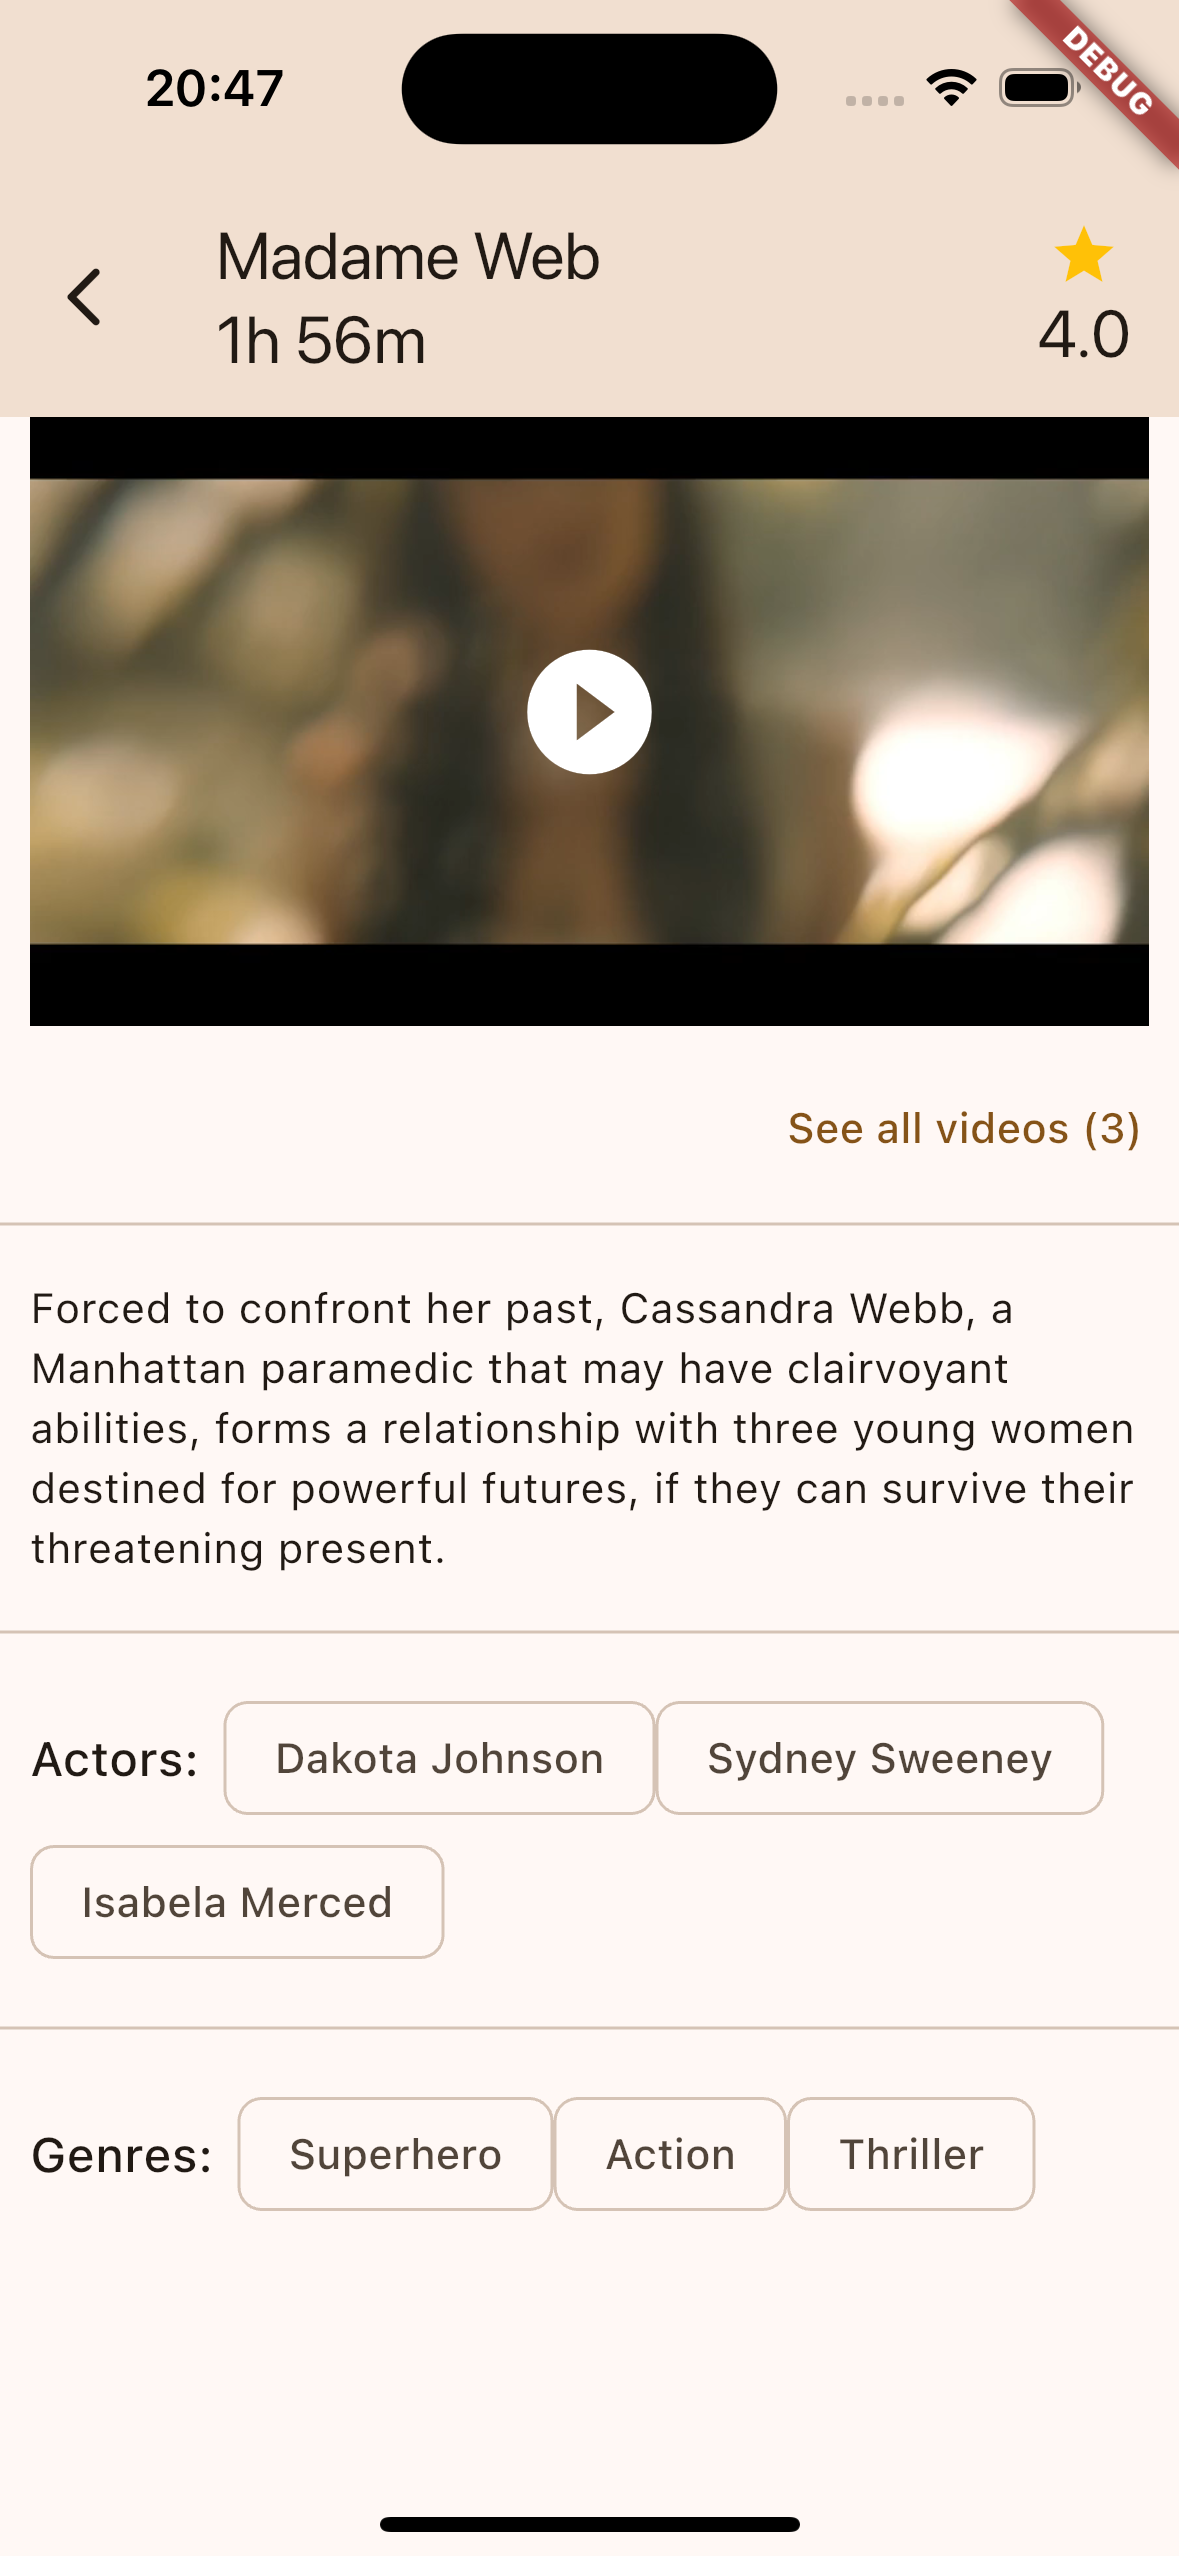 20:47
DEBUG
Madame Web
1h 56m
4.0
See all videos (3)
Forced to confront her past, Cassandra Webb, a
Manhattan paramedic that may have clairvoyant
abilities, forms a relationship with three young women
destined for powerful futures, if they can survive their
threatening present.
Actors: Dakota Johnson Sydney Sweeney
Isabela Merced
Genres: Superhero Action Thriller